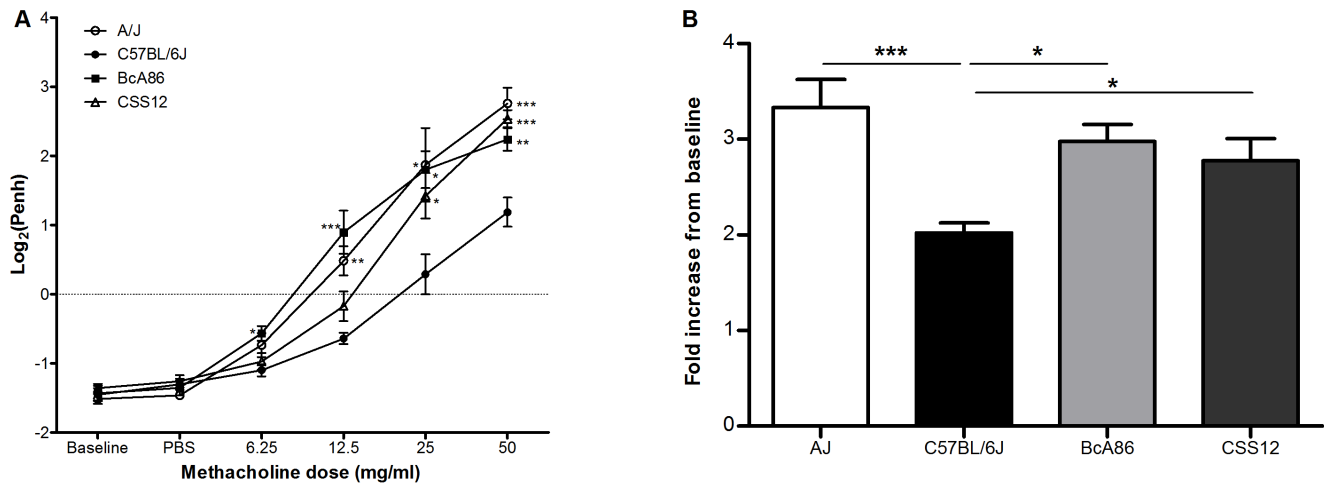 A
A/J
C57BL/6J
BcA86
CSS12
Log2(Penh)
4
3
2
1
0
-1
-2
***
***
**
*
*
*
***
**
**
Baseline
PBS
6.25
12.5
25
50
Methacholine dose (mg/ml)
B
Fold increase from baseline
4
3
2
1
0
***
*
*
AJ
C57BL/6J
BcA86
CSS12